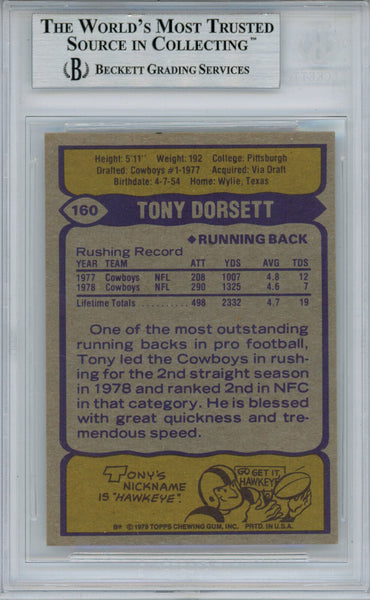 THE WORLD'S MOST TRUSTED
SOURCE IN COLLECTING™
B BECKETT GRADING SERVICES
Height: 5'11" Weight: 192 College: Pittsburgh
Drafted: Cowboys #1-1977 Acquired: Via Draft
Birthdate: 4-7-54 Home: Wylie, Texas
160 TONY DORSETT
◆RUNNING BACK
Rushing Record
YEAR TEAM ATT YDS AVG TDS
1977 Cowboys NFL 208 1007 4.8 12
1978 Cowboys NFL 290 1325 4.6 7
Lifetime Totals 498 2332 4.7 19
One of the most outstanding
running backs in pro football,
Tony led the Cowboys in rush-
ing for the 2nd straight season
in 1978 and ranked 2nd in NFC
in that category. He is blessed
with great quickness and tre-
mendous speed.
TONY'S
NICKNAME
IS "HAWKEYE".
GO GET IT,
HAWKEYE!
B* © 1979 TOPPS CHEWING GUM, INC. PRTD. IN U.S.A.